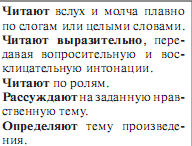 Читают вслух и молча плавно
по слогам или целыми словами.
Читают выразительно, пере-
давая вопросительную и вос-
клицательную интонации.
Читают по ролям.
Рассуждают на заданную нрав-
ственную тему.
Определяют тему произведе-
ния.